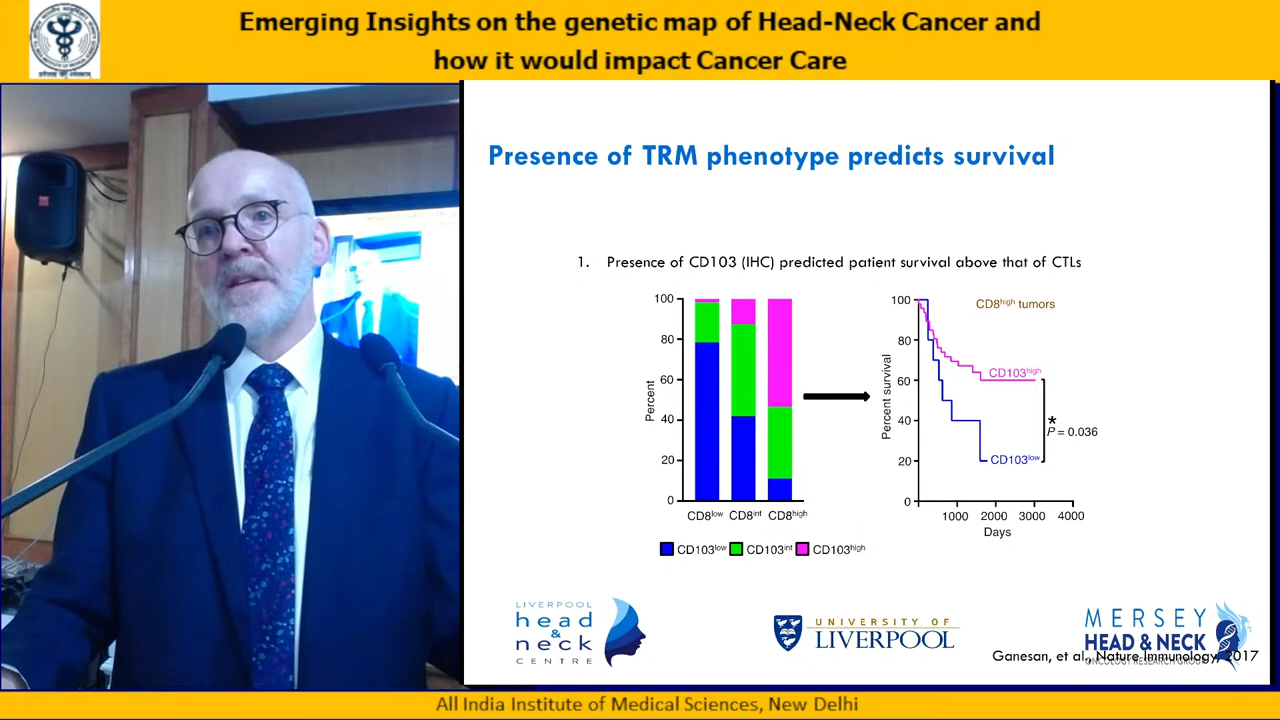 Emerging Insights on the genetic map of Head-Neck Cancer and
how it would impact Cancer Care
Presence of TRM phenotype predicts survival
1. Presence of CD103 (IHC) predicted patient survival above that of CTLs
100
80
60
40
20
0
Percent
CD8low CD8int CD8high
CD103low CD103int CD103high
100
80
60
40
20
0
Percent survival
CD8high tumors
CD103high
*
P = 0.036
CD103low
1000 2000 3000 4000
Days
LIVERPOOL
head
&
neck
CENTRE
UNIVERSITY OF
LIVERPOOL
MERSEY
HEAD & NECK
ONCOLOGY RESEARCH GROUP
Ganesan, et al., Nature Immunology, 2017
All India Institute of Medical Sciences, New Delhi